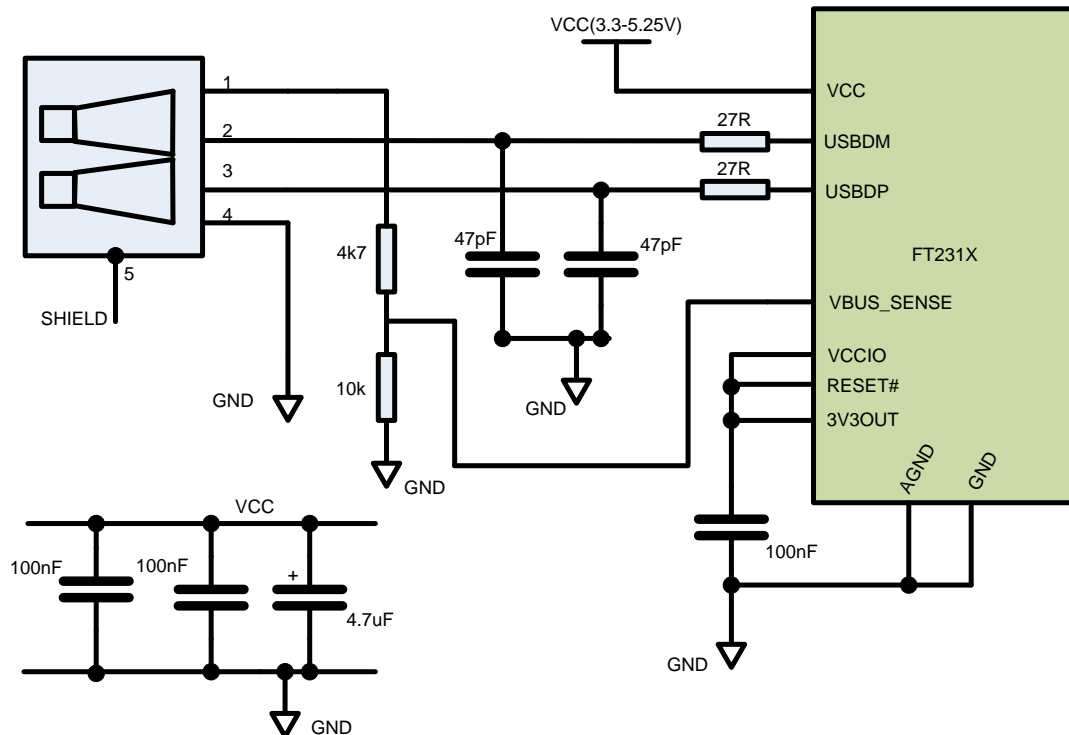 VCC(3.3-5.25V)
1
VCC
27R
2
USBDM
27R
3
USBDP
4
47pF
47pF
4k7
FT231X
5
SHIELD
VBUS_SENSE
VCCIO
10k
RESET#
GND
GND
3V3OUT
AGND
GND
GND
VCC
100nF
100nF
100nF
+
4.7uF
GND
GND